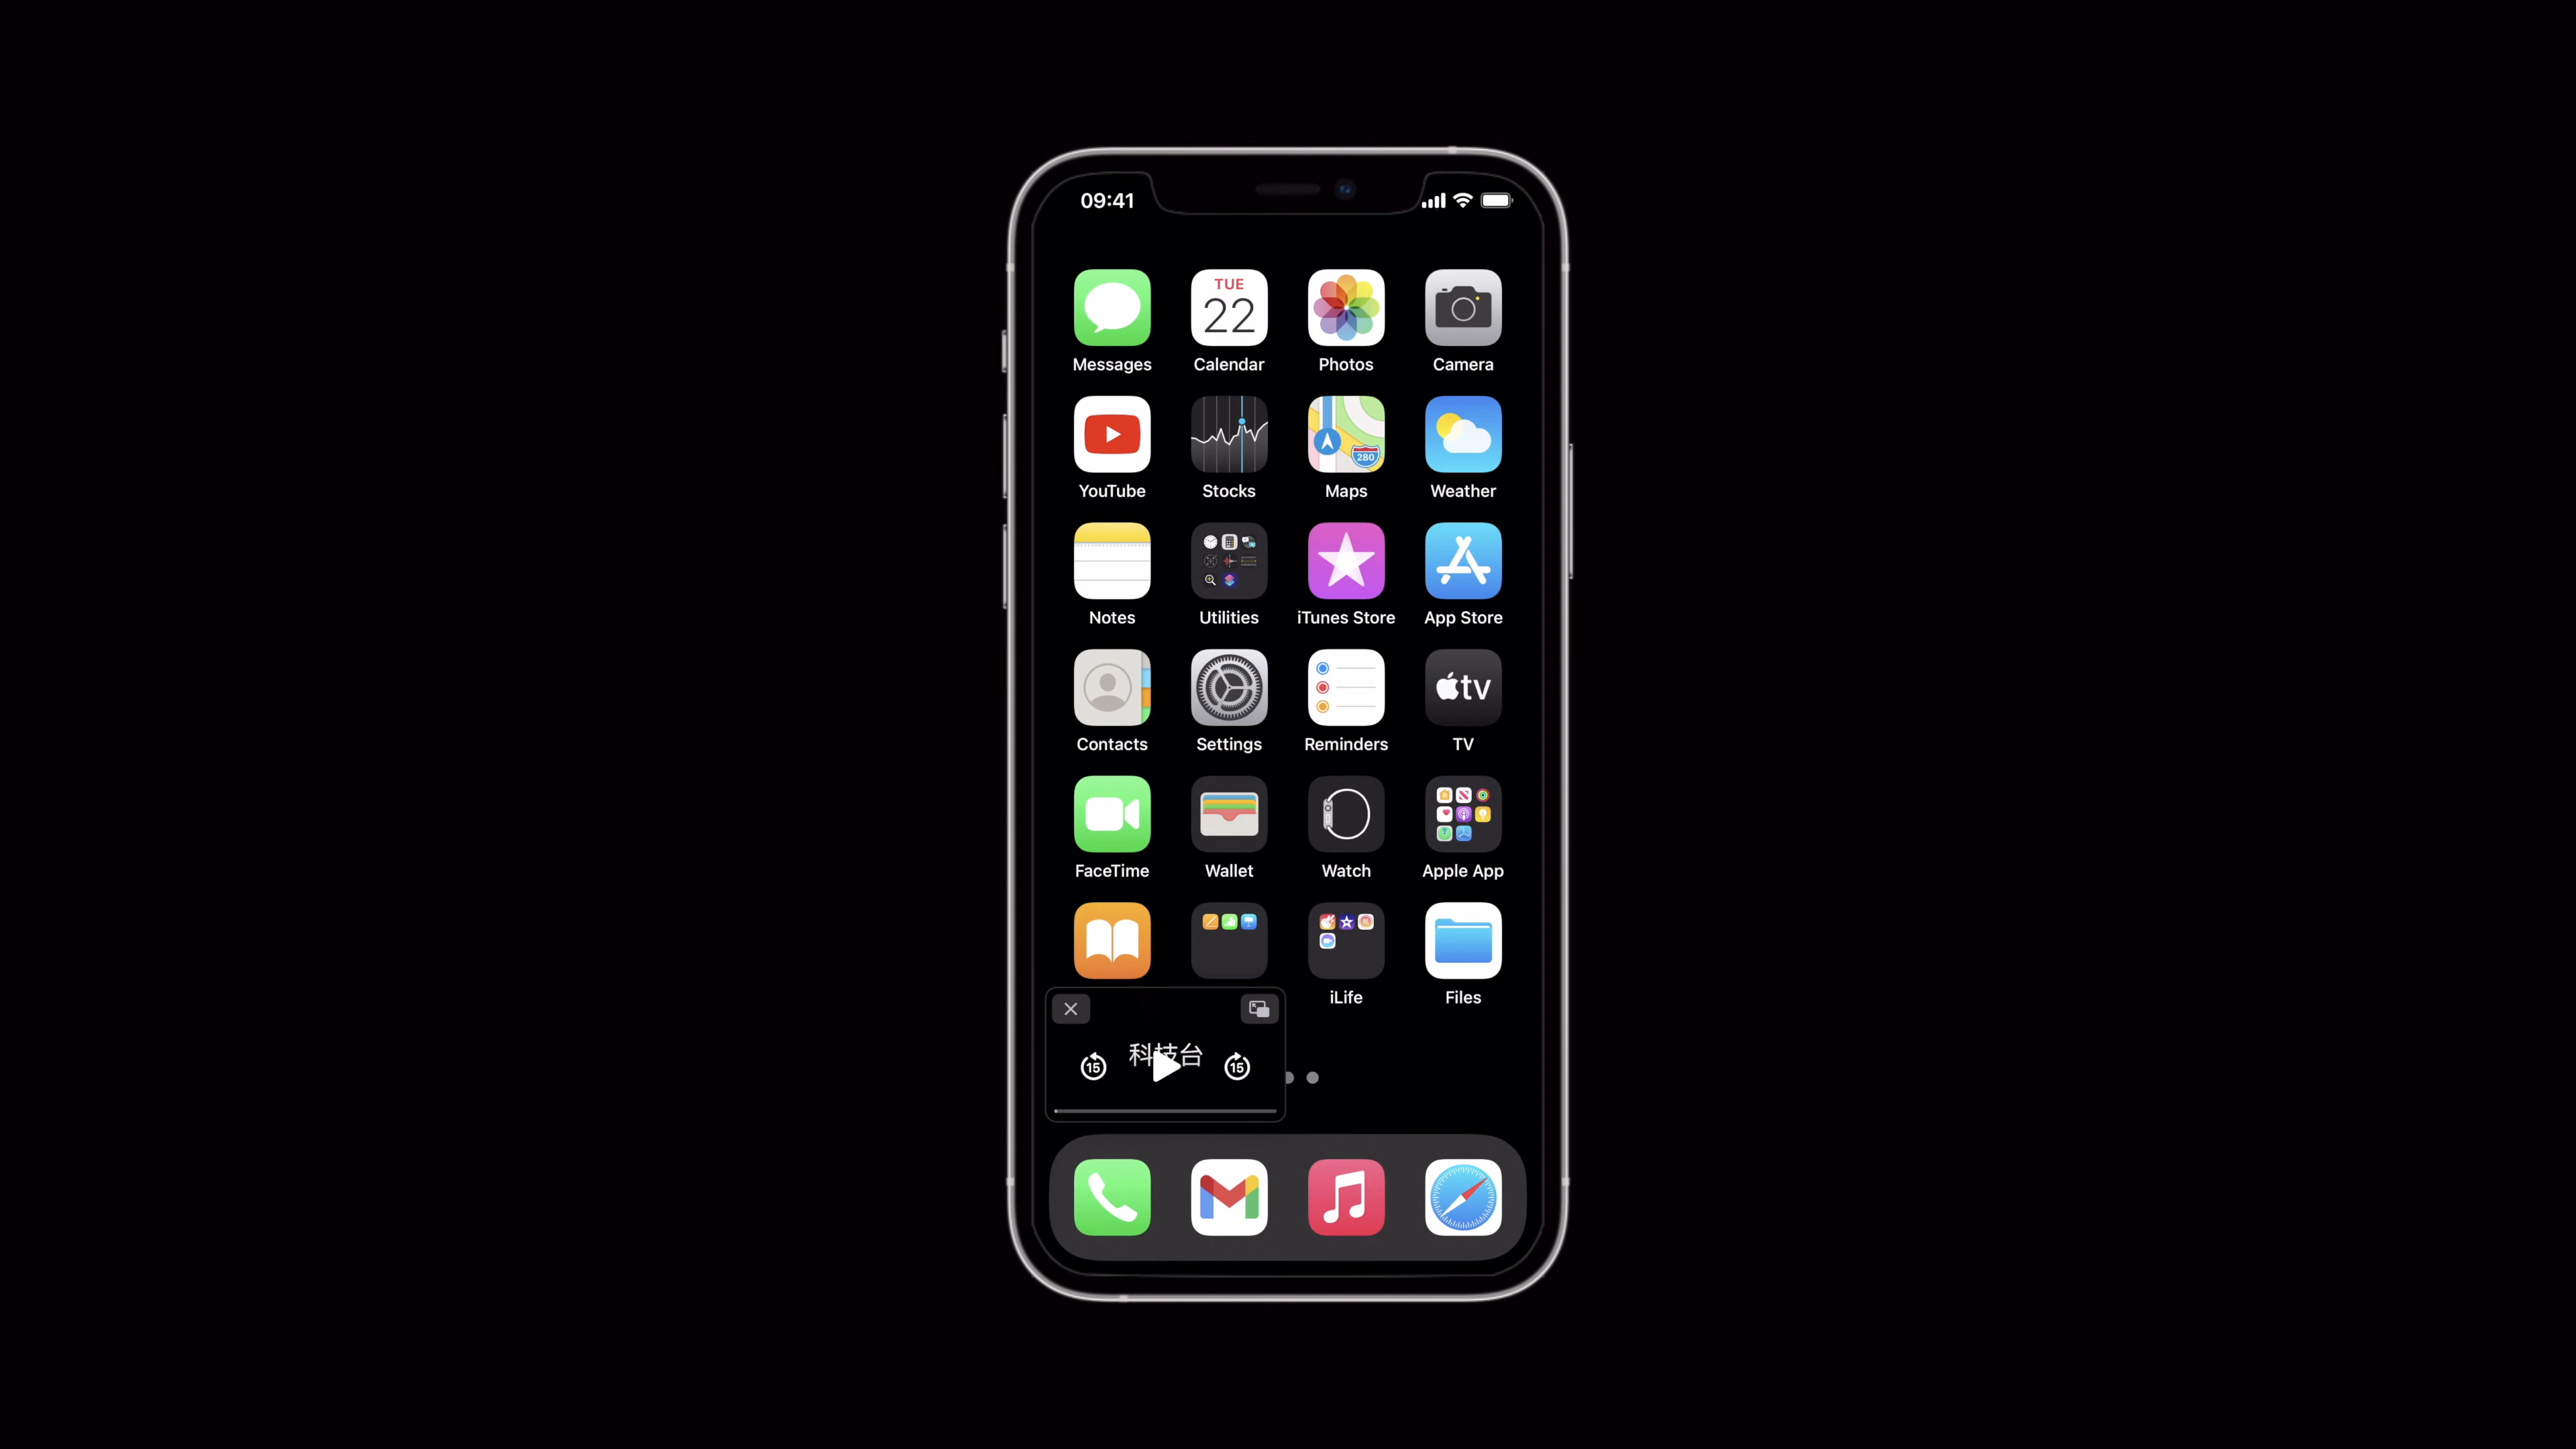 09:41
TUE
22
Messages
Calendar
Photos
Camera
280
YouTube
Stocks
Maps
Weather
Notes
Utilities
iTunes Store
App Store
tv
Contacts
Settings
Reminders
TV
FaceTime
Wallet
Watch
Apple App
iLife
Files
15
科技台
15